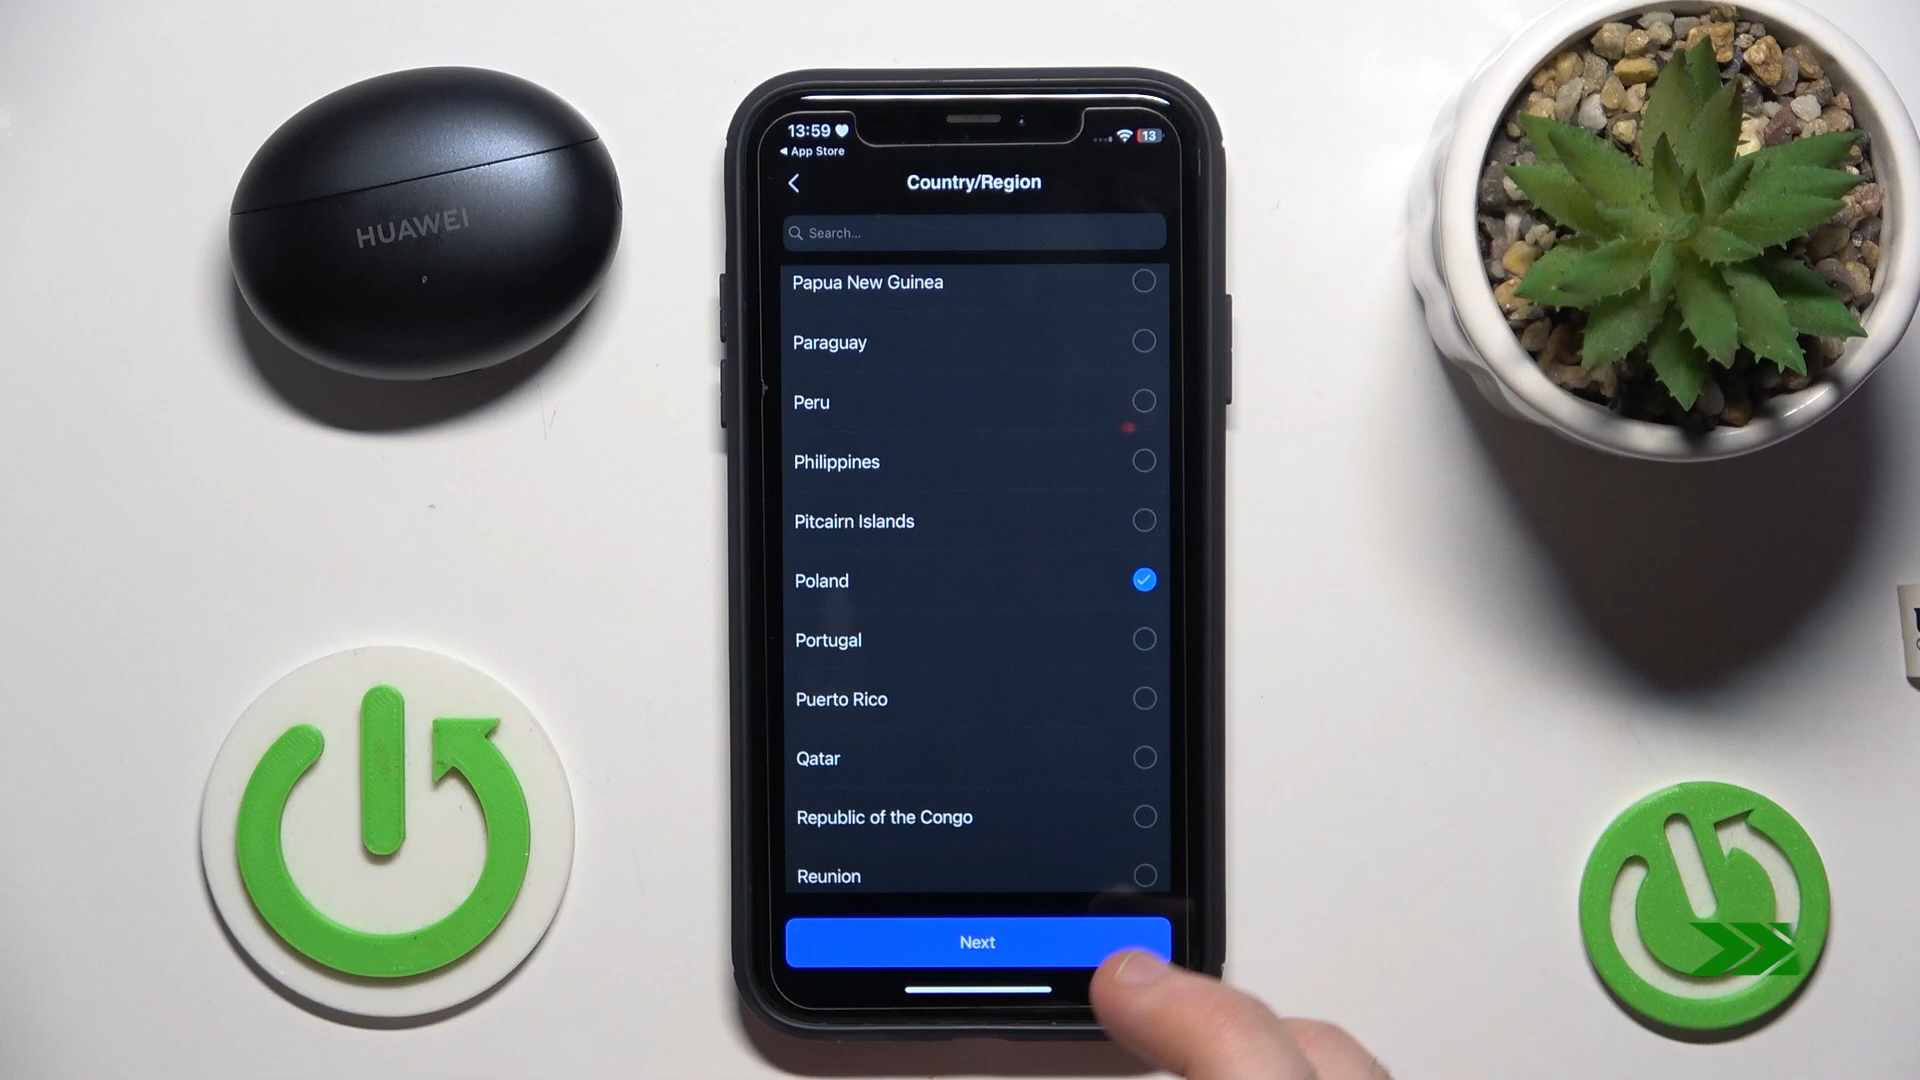 HUAWEI
13:59
13
App Store
Country/Region
Search...
Papua New Guinea
Paraguay
Peru
Philippines
Pitcairn Islands
Poland
Portugal
Puerto Rico
Qatar
Republic of the Congo
Reunion
Next